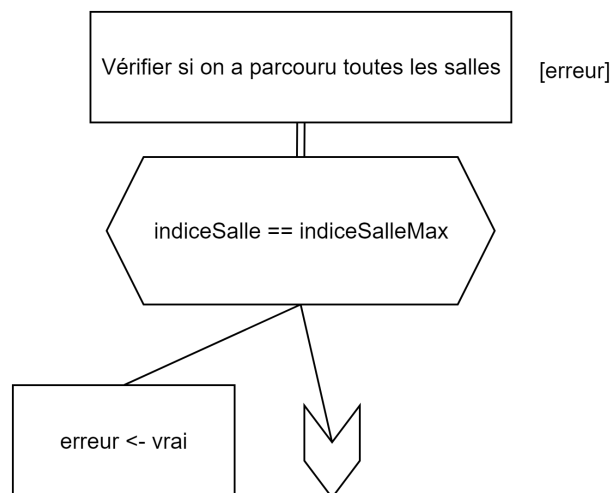 Vérifier si on a parcouru toutes les salles [erreur]
indiceSalle == indiceSalleMax
erreur <- vrai